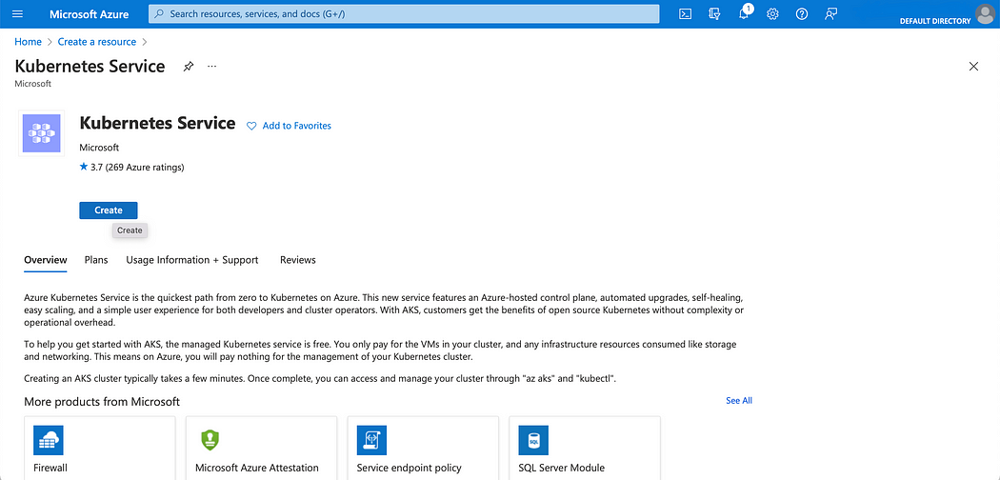 Microsoft Azure
Search resources, services, and docs (G+/)
1
DEFAULT DIRECTORY
Home > Create a resource >
Kubernetes Service
...
Microsoft
Kubernetes Service
Add to Favorites
Microsoft
★ 3.7 (269 Azure ratings)
Create
Create
Overview Plans Usage Information + Support Reviews
Azure Kubernetes Service is the quickest path from zero to Kubernetes on Azure. This new service features an Azure-hosted control plane, automated upgrades, self-healing,
easy scaling, and a simple user experience for both developers and cluster operators. With AKS, customers get the benefits of open source Kubernetes without complexity or
operational overhead.
To help you get started with AKS, the managed Kubernetes service is free. You only pay for the VMs in your cluster, and any infrastructure resources consumed like storage
and networking. This means on Azure, you will pay nothing for the management of your Kubernetes cluster.
Creating an AKS cluster typically takes a few minutes. Once complete, you can access and manage your cluster through "az aks" and "kubectl".
More products from Microsoft
See All
SQL
Firewall
Microsoft Azure Attestation
Service endpoint policy
SQL Server Module